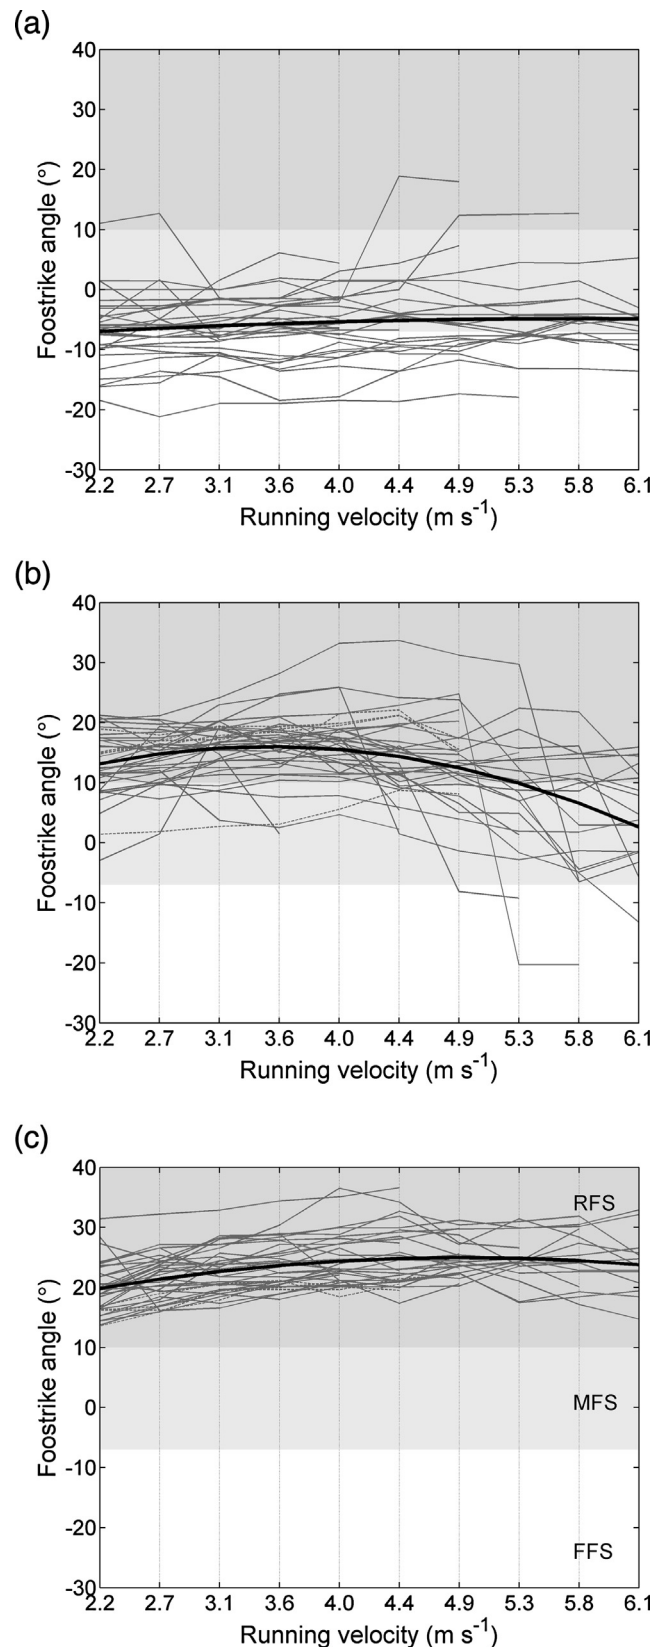 (a)
40
30
20
10
0
-10
-20
-30
Foostrike angle (°)
2.2 2.7 3.1 3.6 4.0 4.4 4.9 5.3 5.8 6.1
Running velocity (m s-1)
(b)
40
30
20
10
0
-10
-20
-30
Foostrike angle (°)
2.2 2.7 3.1 3.6 4.0 4.4 4.9 5.3 5.8 6.1
Running velocity (m s-1)
(c)
40
30
20
10
0
-10
-20
-30
Foostrike angle (°)
RFS
MFS
FFS
2.2 2.7 3.1 3.6 4.0 4.4 4.9 5.3 5.8 6.1
Running velocity (m s-1)